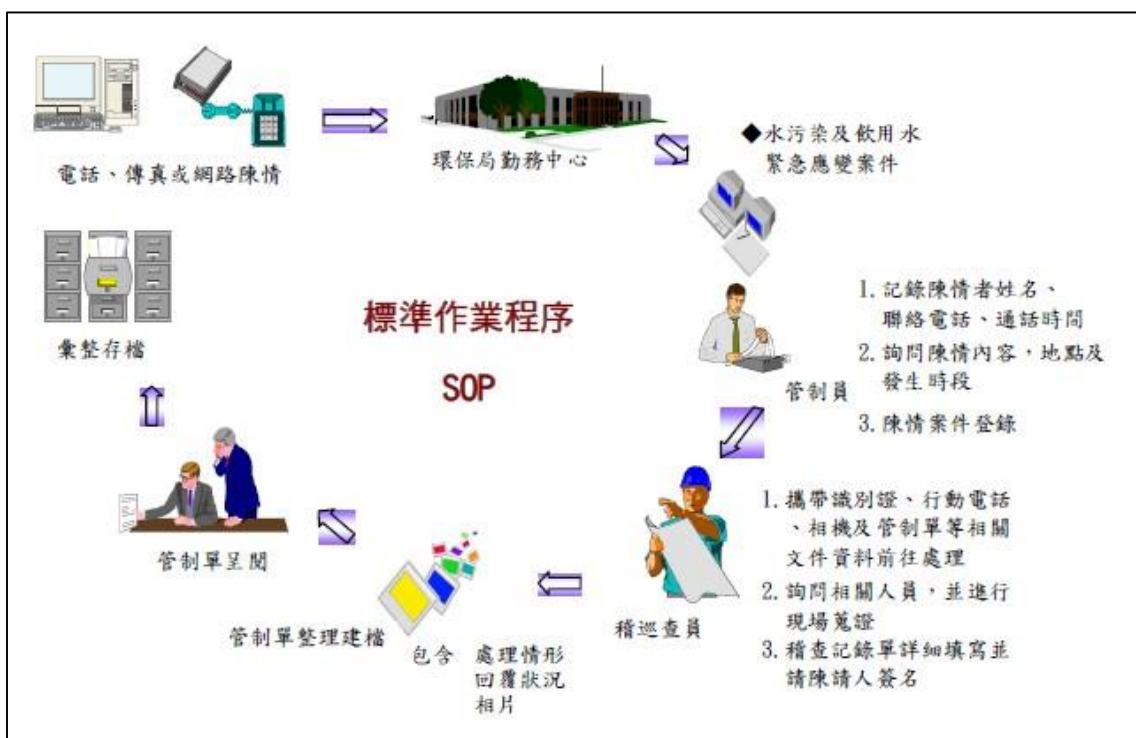 電話、傳真或網路陳情
環保局勤務中心
◆水污染及飲用水
緊急應變案件
管制員
1. 記錄陳情者姓名、
聯絡電話、通話時間
2. 詢問陳情內容，地點及
發生時段
3. 陳情案件登錄
標準作業程序
SOP
稽巡查員
1. 攜帶識別證、行動電話
、相機及管制單等相關
文件資料前往處理
2. 詢問相關人員，並進行
現場蒐證
3. 稽查記錄單詳細填寫並
請陳請人簽名
管制單整理建檔
包含 處理情形
回覆狀況
相片
管制單呈閱
彙整存檔